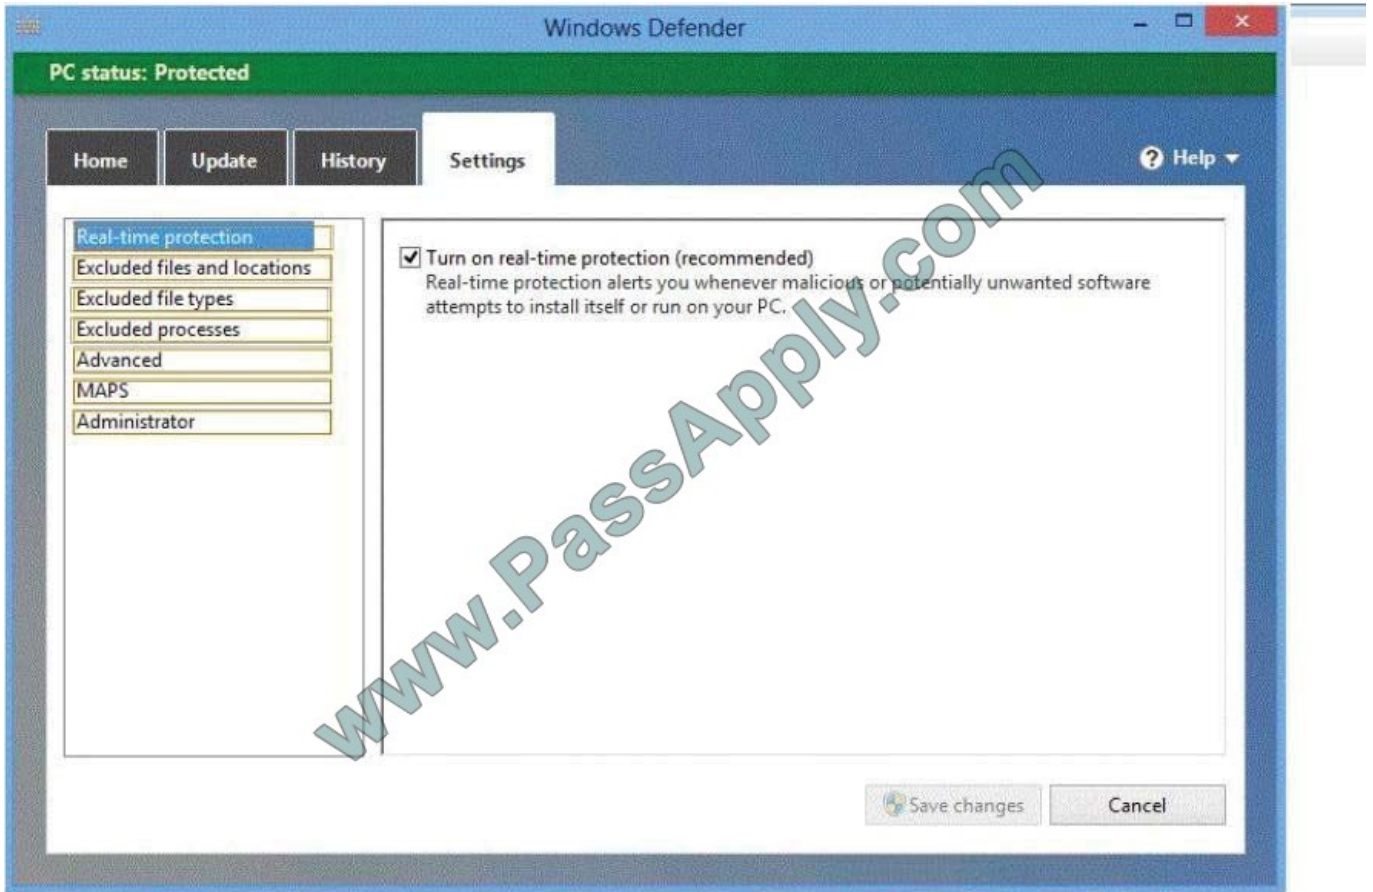 Windows Defender
PC status: Protected
Home
Update
History
Settings
Help
Real-time protection
Excluded files and locations
Excluded file types
Excluded processes
Advanced
MAPS
Administrator
Turn on real-time protection (recommended)
Real-time protection alerts you whenever malicious or potentially unwanted software
attempts to install itself or run on your PC.
www.PassApply.com
Save changes
Cancel